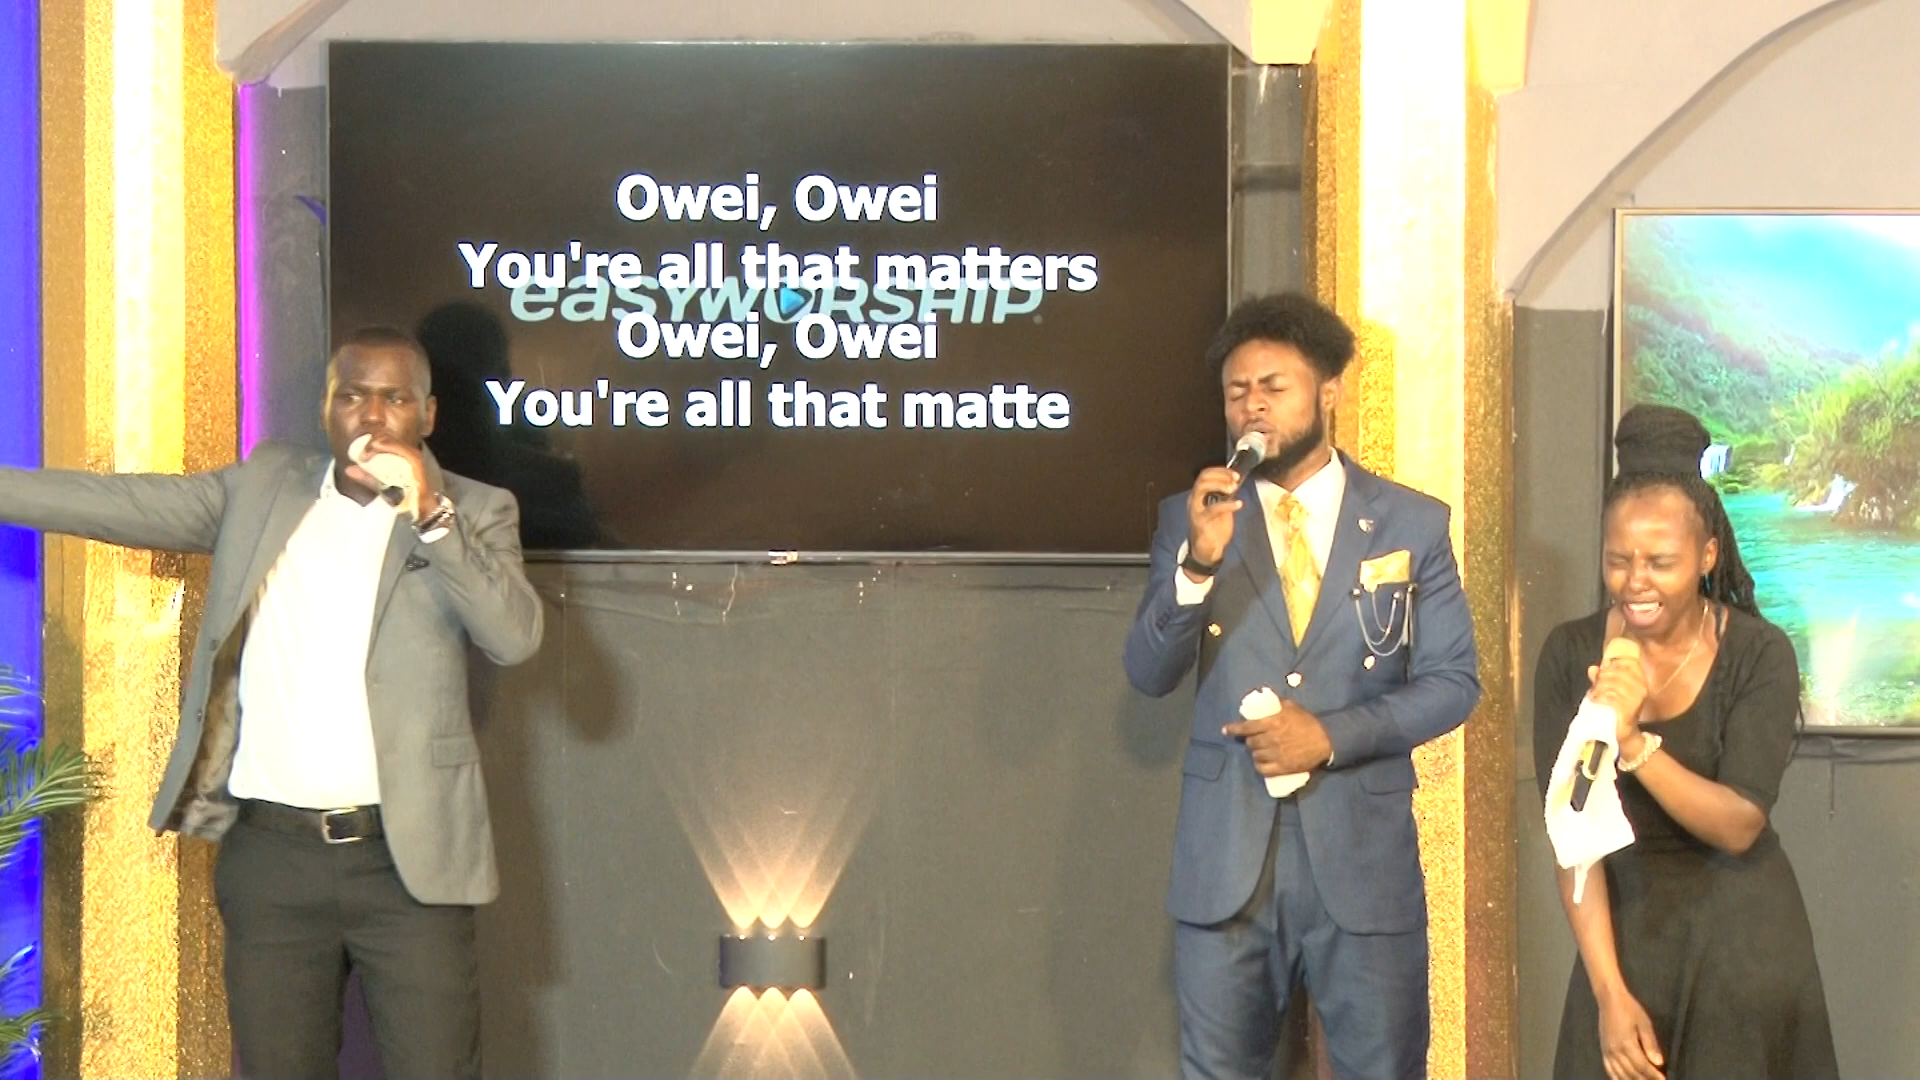 Owei, Owei
You're all that matters
easyworship
Owei, Owei
You're all that matte